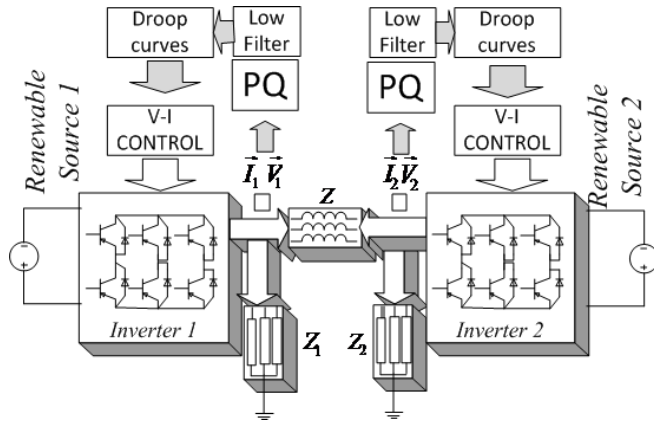 Droop
curves
Low
Filter
Low
Filter
Droop
curves
PQ
PQ
V-I
CONTROL
V-I
CONTROL
Renewable
Source 1
Renewable
Source 2
I₁ V₁
Z
I₂ V₂
Inverter 1
Z₁
Z₂
Inverter 2